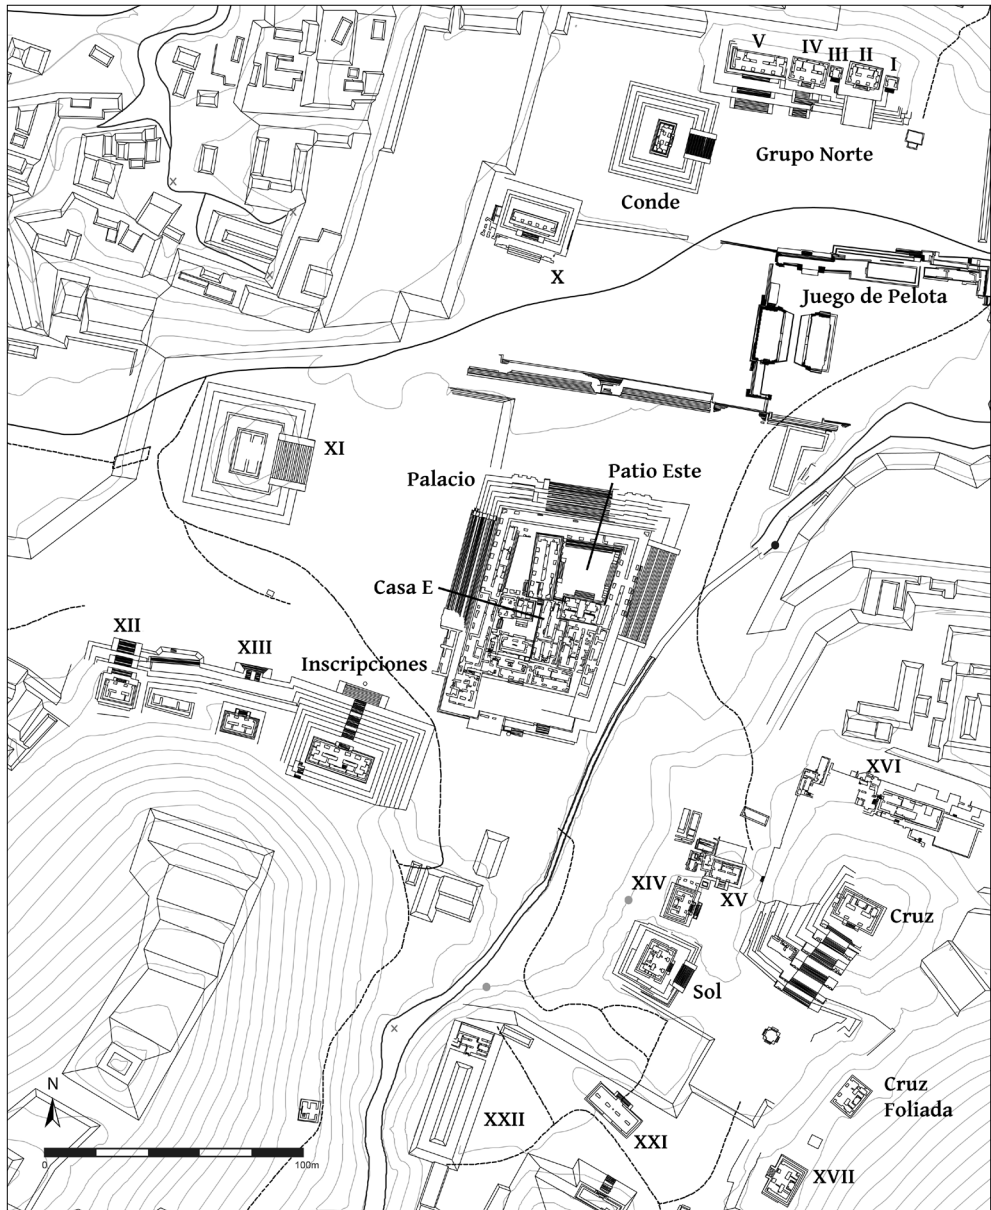 V
IV
III
II
I
Grupo Norte
Conde
X
Juego de Pelota
XI
Palacio
Patio Este
Casa E
XII
XIII
Inscripciones
XVI
XIV
XV
Cruz
Sol
Cruz
Foliada
XXII
XXI
XVII
N
0
100m